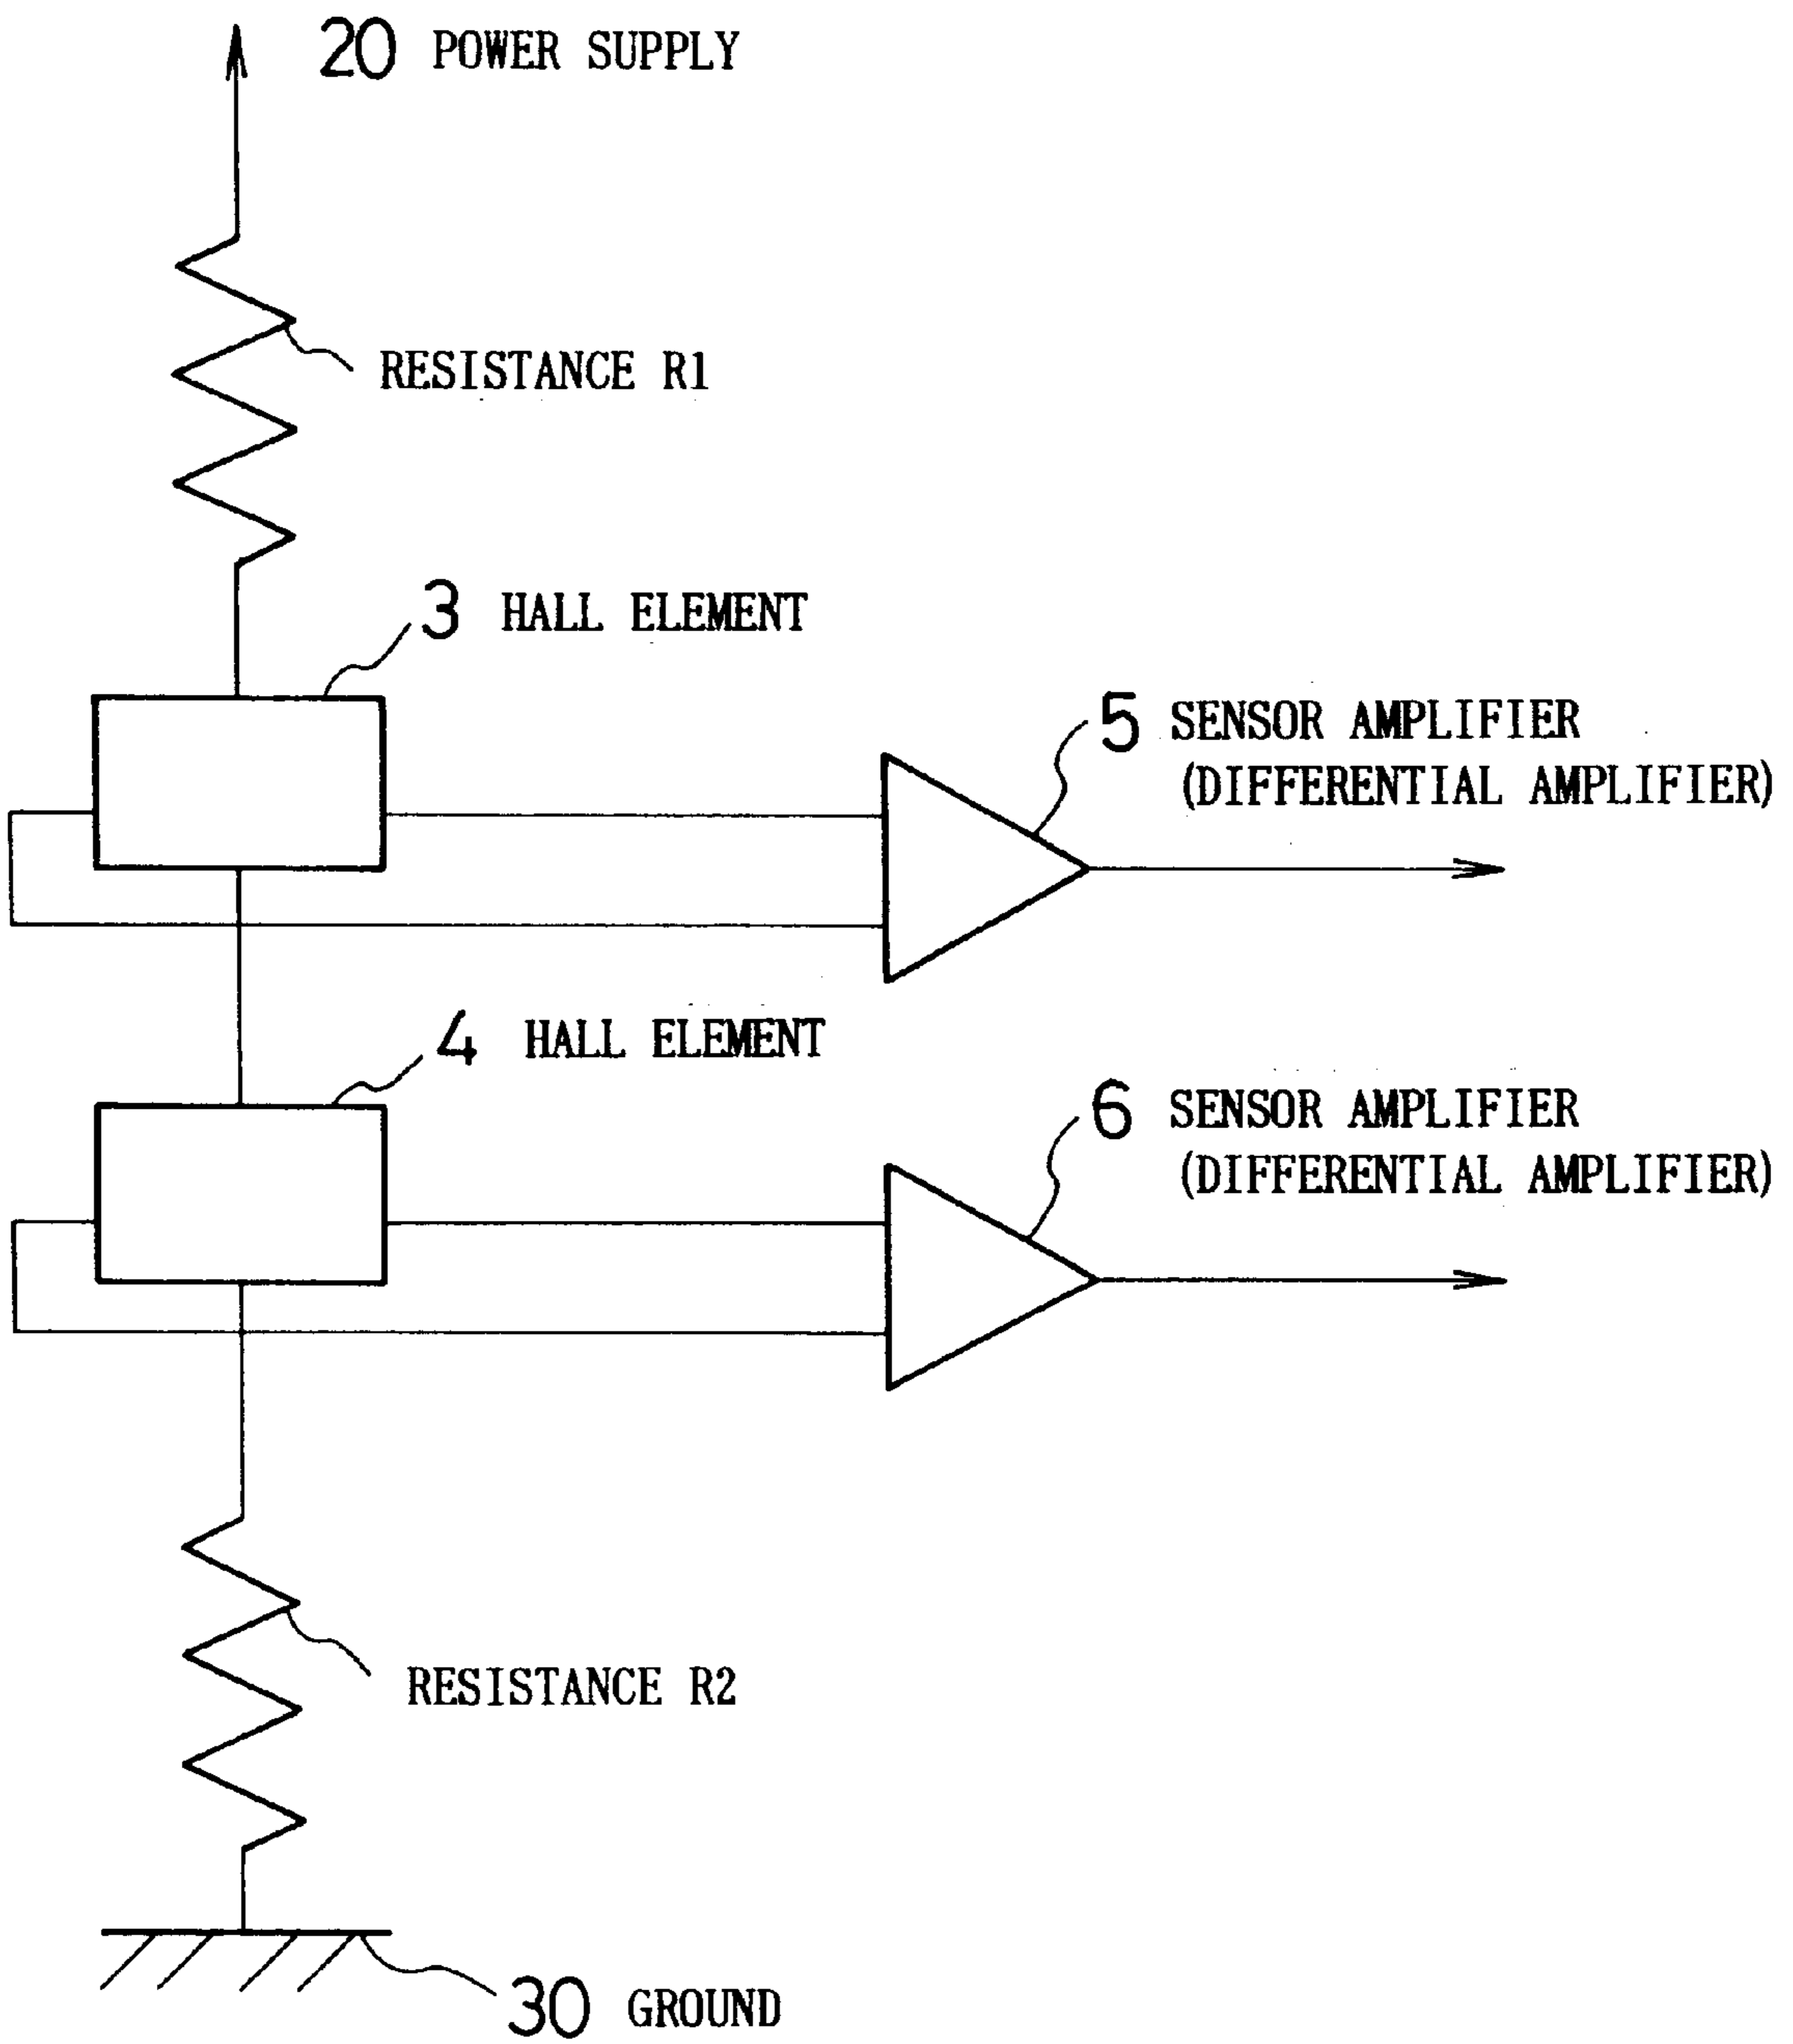 20 POWER SUPPLY
RESISTANCE R1
3 HALL ELEMENT
5 SENSOR AMPLIFIER
(DIFFERENTIAL AMPLIFIER)
4 HALL ELEMENT
6 SENSOR AMPLIFIER
(DIFFERENTIAL AMPLIFIER)
RESISTANCE R2
30 GROUND